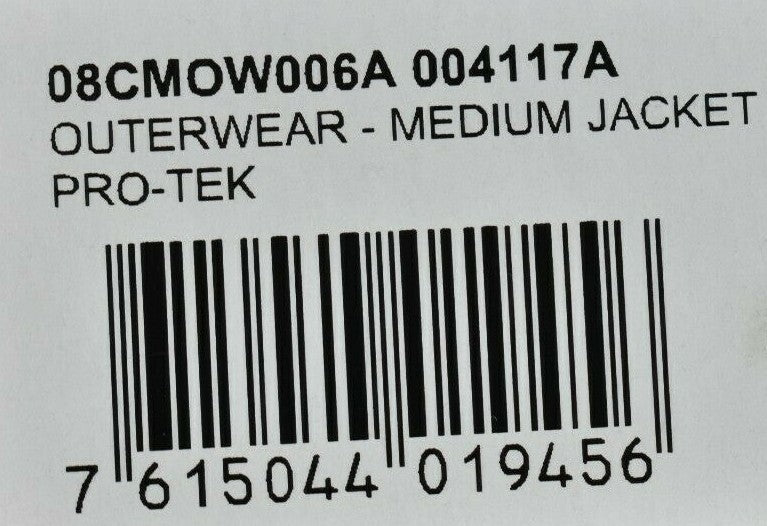 08CMOW006A 004117A
OUTERWEAR - MEDIUM JACKET
PRO-TEK
7 615044 019456